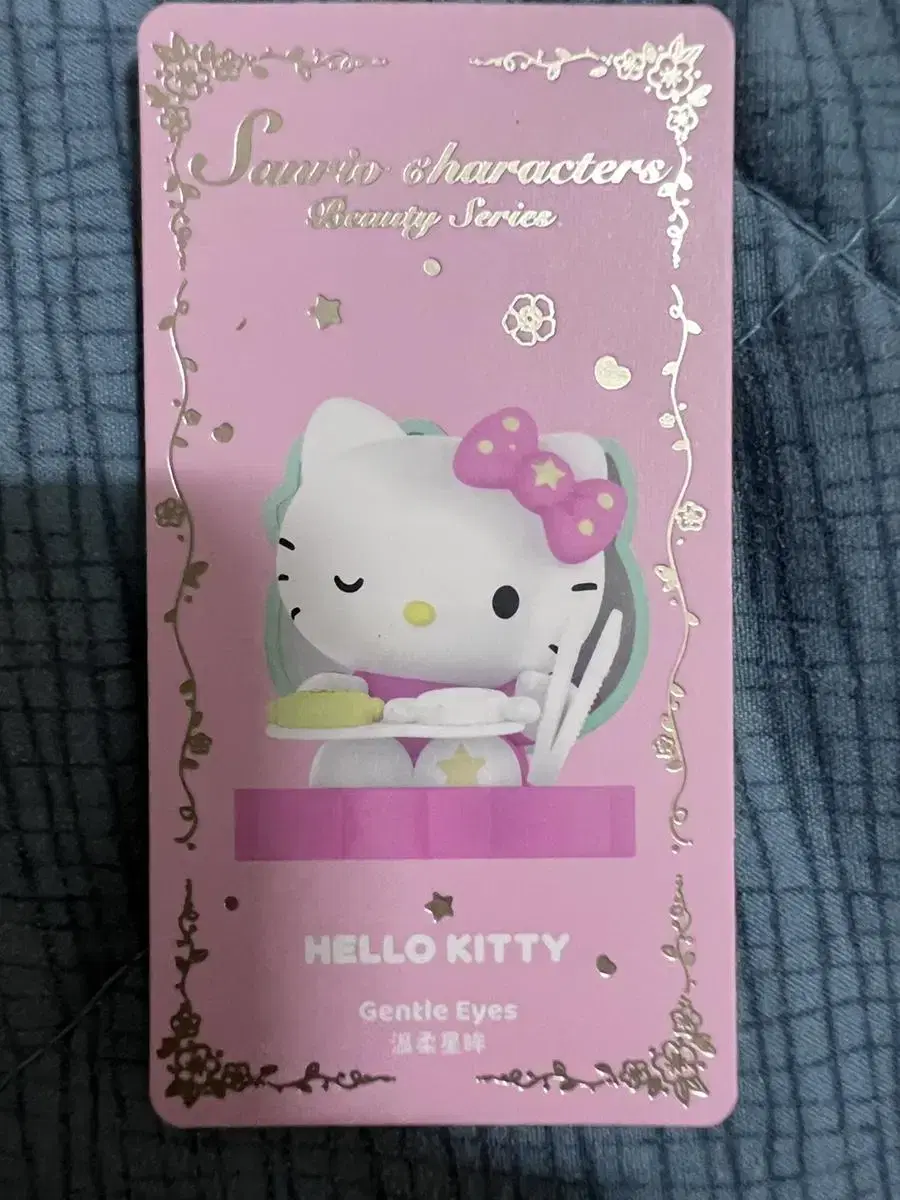 Sanrio characters
Beauty Series
HELLO KITTY
Gentle Eyes
温柔星眸